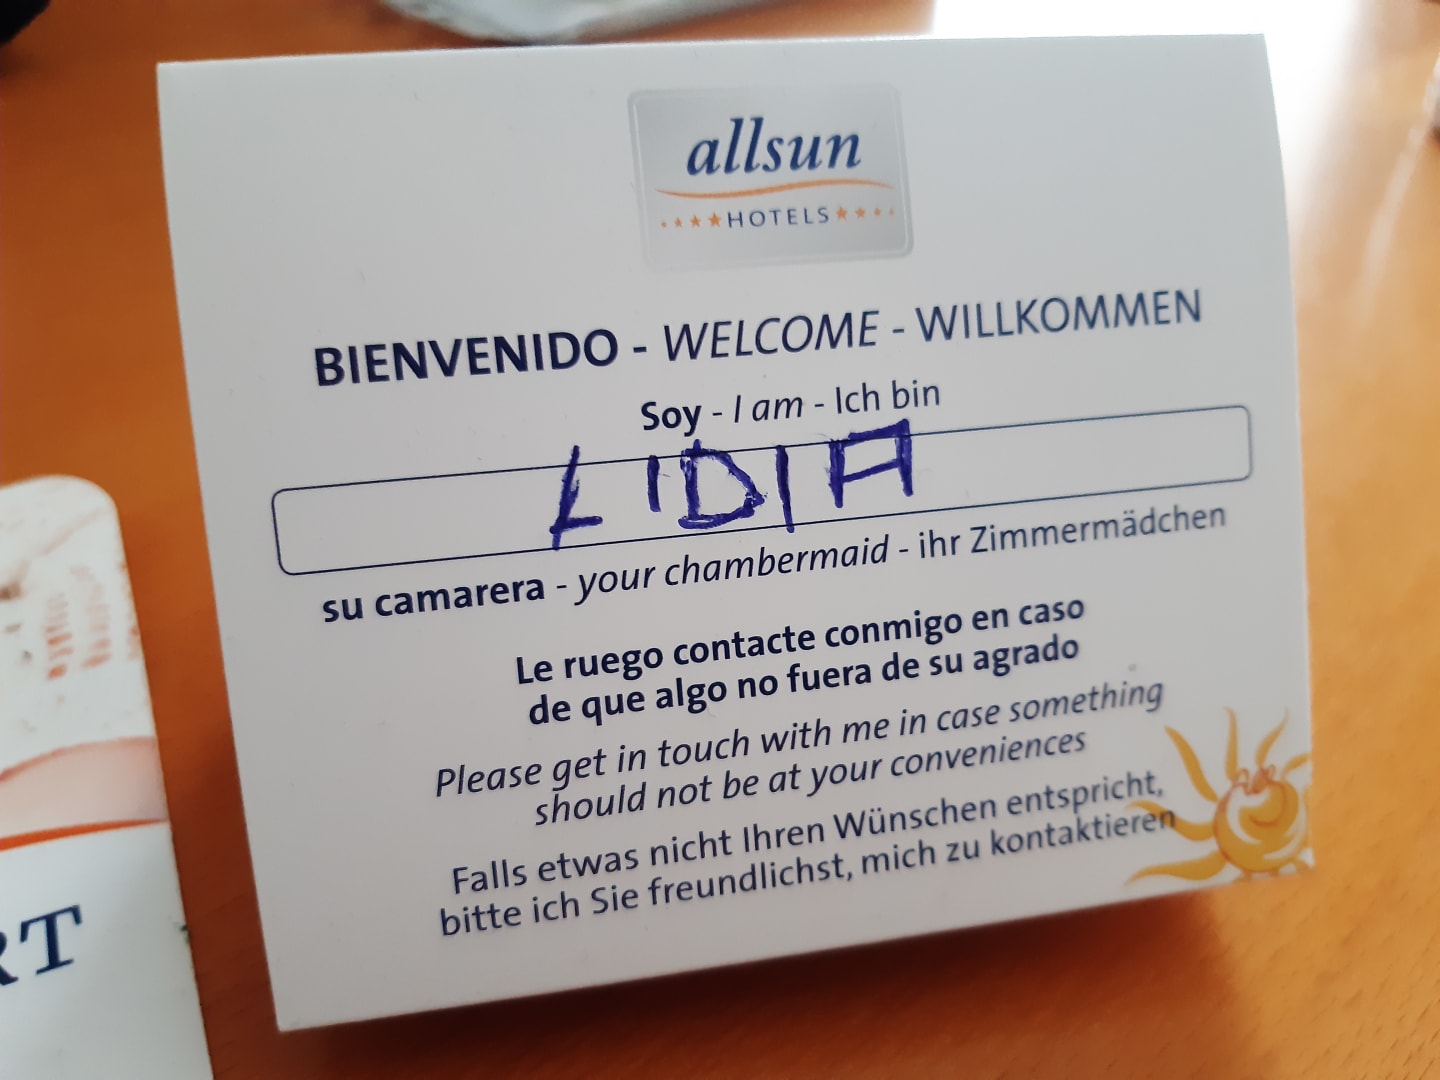 allsun
HOTELS
BIENVENIDO - WELCOME - WILLKOMMEN
Soy - I am - Ich bin
LIDIA
su camarera - your chambermaid - ihr Zimmermädchen
Le ruego contacte conmigo en caso
de que algo no fuera de su agrado
Please get in touch with me in case something
should not be at your conveniences
Falls etwas nicht Ihren Wünschen entspricht,
bitte ich Sie freundlichst, mich zu kontaktieren
RT